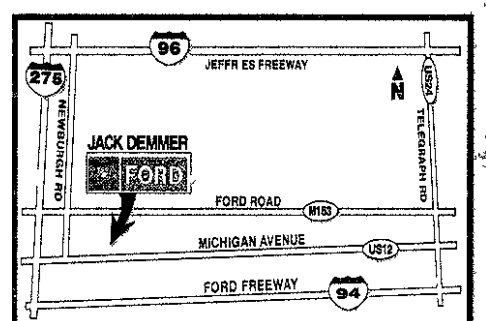 96
JEFFR ES FREEWAY
275
US24
N
NEWBURGH RD
TELEGRAPH RD
JACK DEMMER
FORD
FORD ROAD
M153
MICHIGAN AVENUE
US12
FORD FREEWAY
94